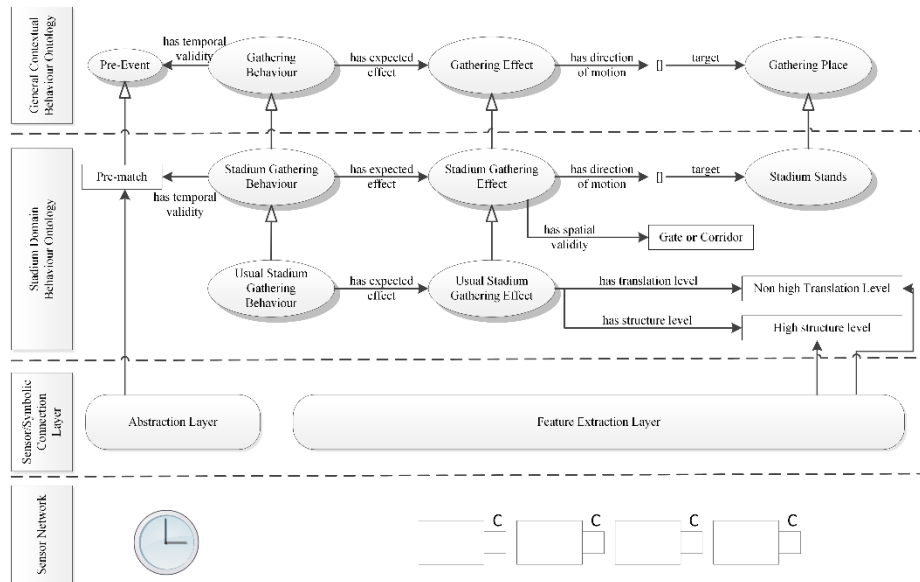 General Contextual
Behaviour Ontology
Pre-Event
has temporal
validity
Gathering
Behaviour
has expected
effect
Gathering Effect
has direction
of motion
[]
target
Gathering Place
Stadium Domain
Behaviour Ontology
Pre-match
has temporal
validity
Stadium Gathering
Behaviour
has expected
effect
Stadium Gathering
Effect
has direction
of motion
[]
target
Stadium Stands
has spatial
validity
Gate or Corridor
Usual Stadium
Gathering
Behaviour
has expected
effect
Usual Stadium
Gathering Effect
has translation level
Non high Translation Level
has structure level
High structure level
Sensor/Symbolic
Connection
Layer
Abstraction Layer
Feature Extraction Layer
Sensor Network
C
C
C
C